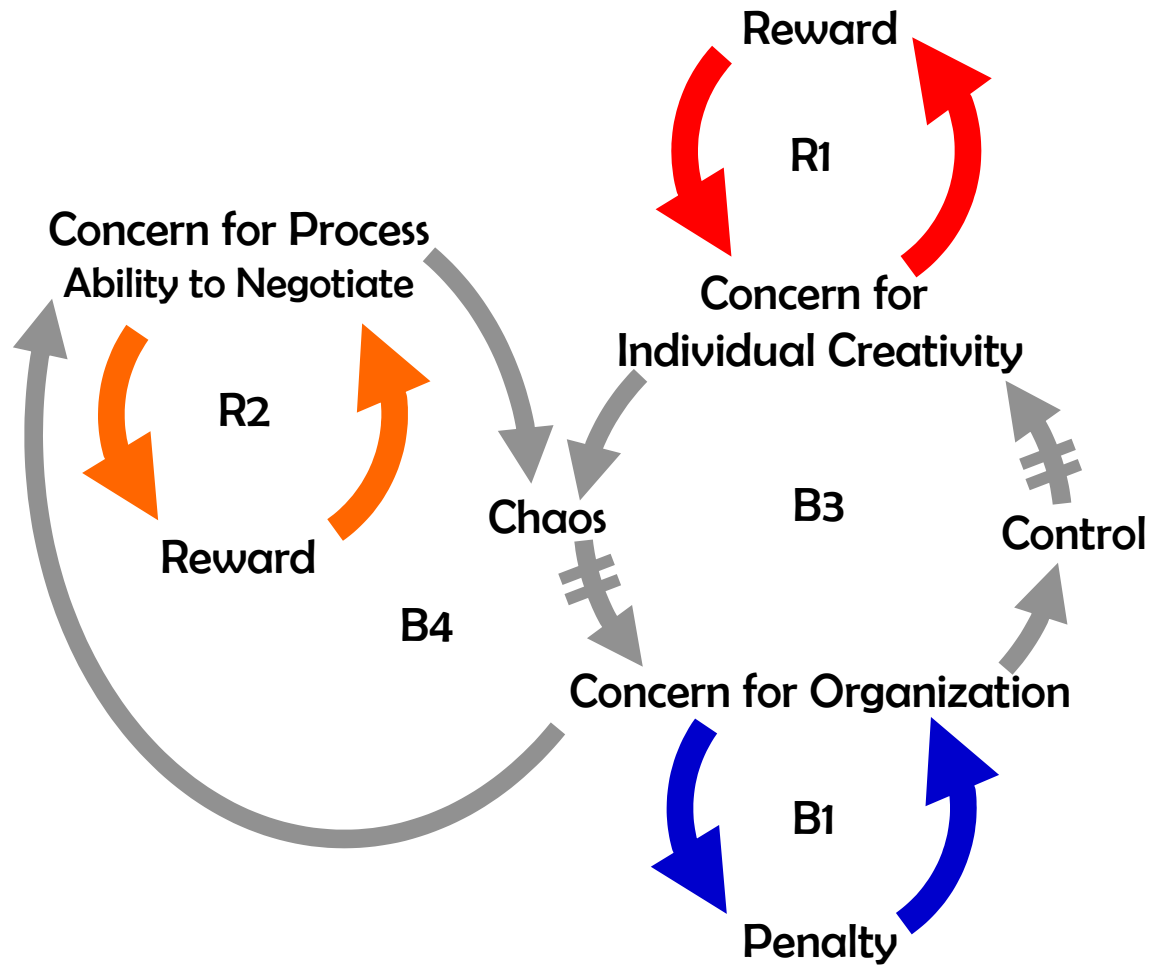 Reward
R1
Concern for Process
Ability to Negotiate
Concern for
Individual Creativity
R2
Chaos
B3
Control
Reward
B4
Concern for Organization
B1
Penalty